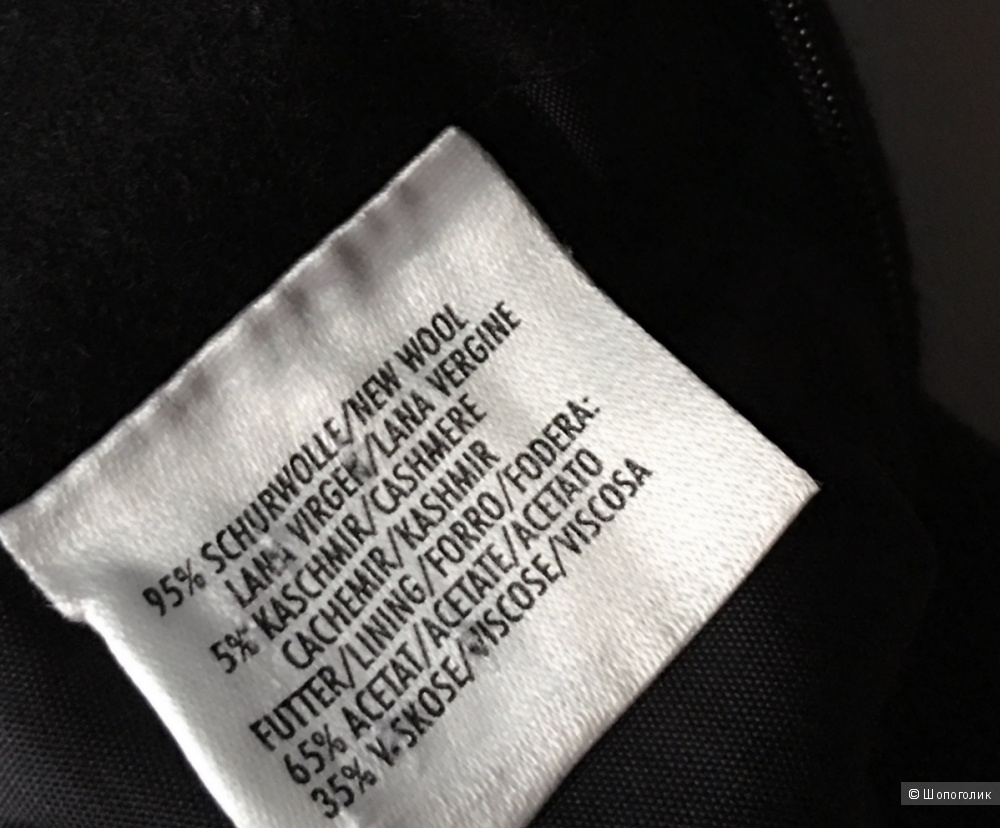 95% SCHURWOLLE/NEW WOOL
LANA VIRGEN/LANA VERGINE
5% KASCHMIR/CASHMERE
CACHEMIR/KASHMIR
FUTTER/LINING/FORRO/FODERA:
65% ACETAT/ACETATE/ACETATO
35% VISKOSE/VISCOSE/VISCOSA
© Шопоголик